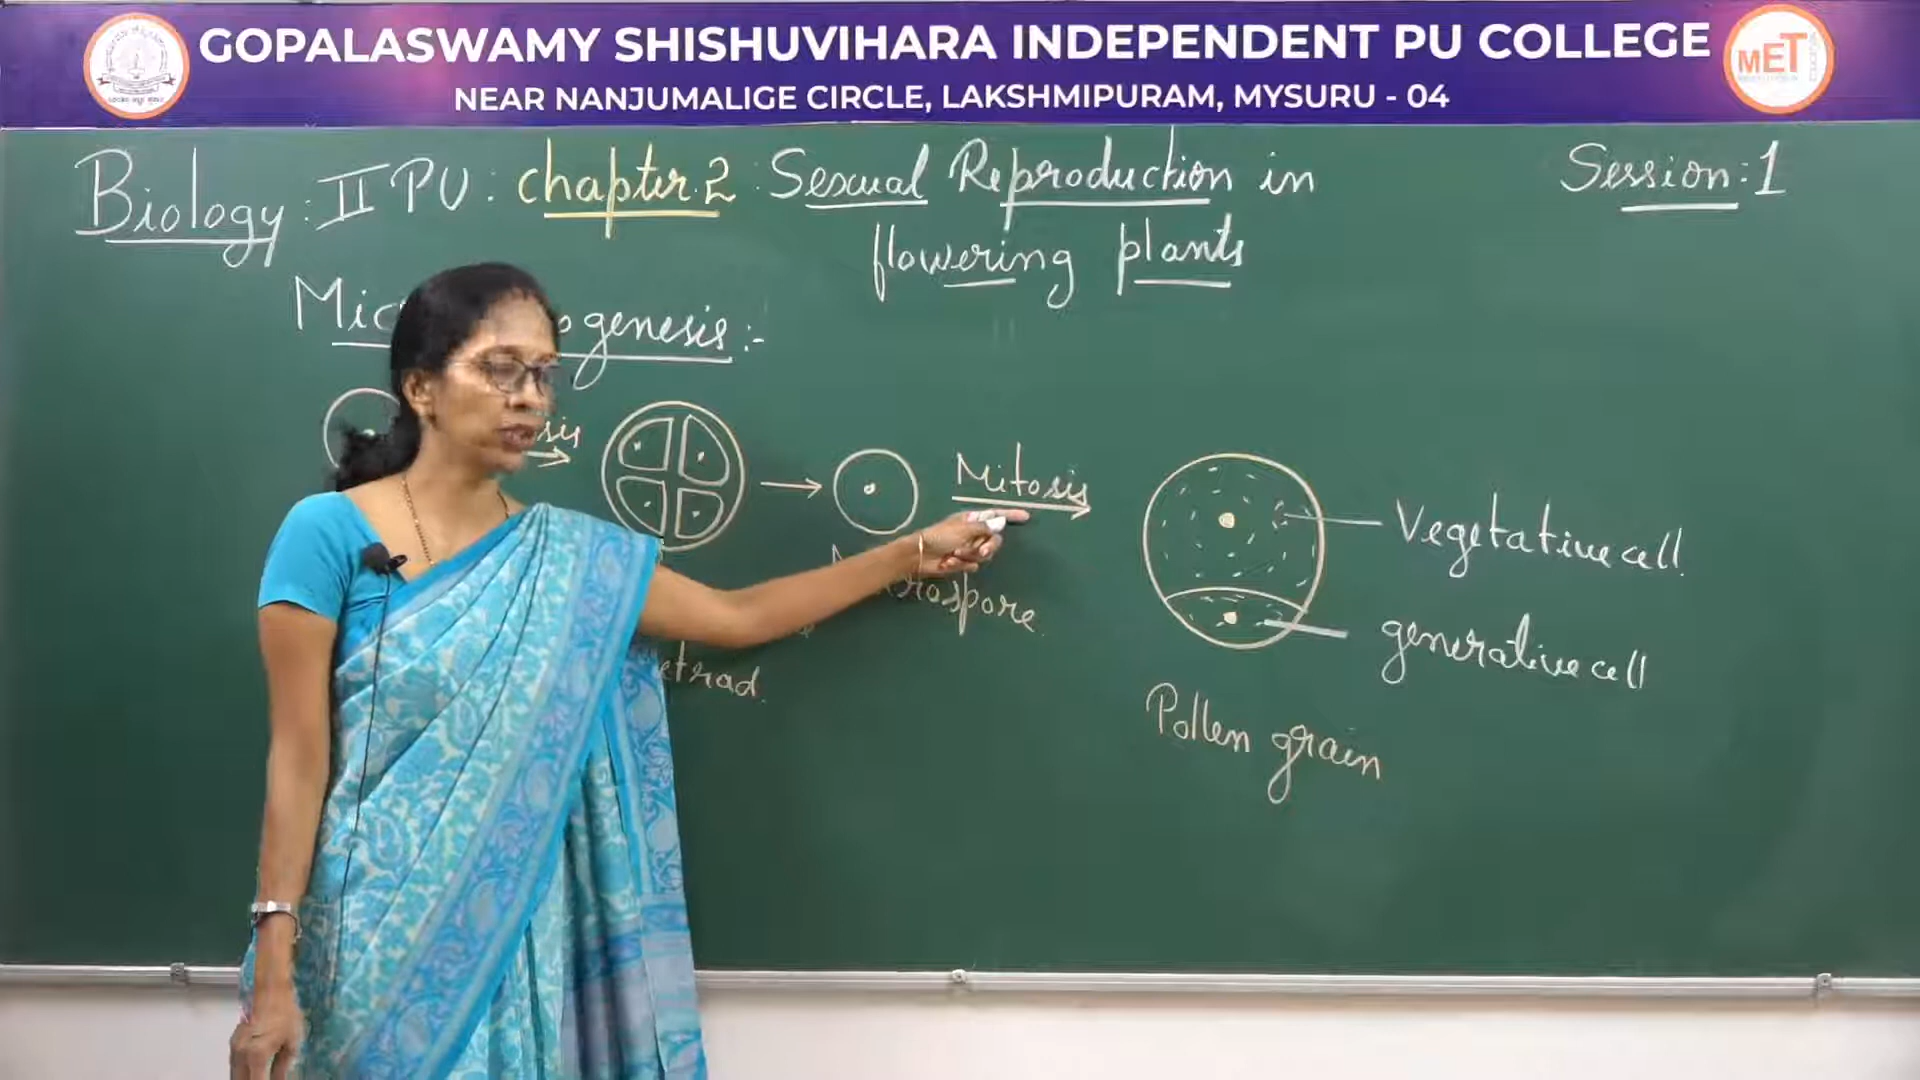 GOPALASWAMY SHISHUVIHARA INDEPENDENT PU COLLEGE
MET
NEAR NANJUMALIGE CIRCLE, LAKSHMIPURAM, MYSURU - 04
Biology: II PU: chapter.2: Sexual Reproduction in
flowering plants
Session:1
genesis:-
Mitosis
Vegetative cell
generative cell
Pollen grain